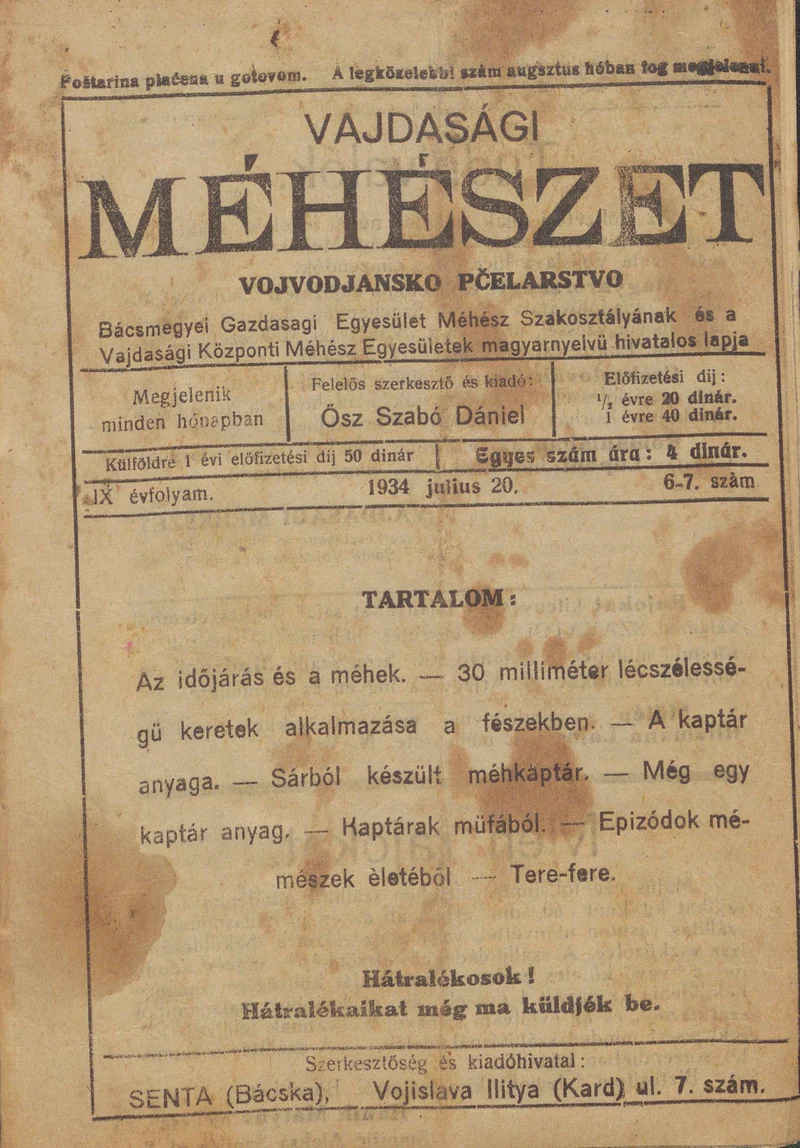 Poštarina plaćena u gotovom. A legközelebbi szám augsztus hóban fog megjelenni.
VAJDASÁGI
MÉHÉSZET
VOJVODJANSKO PČELARSTVO
Bácsmegyei Gazdasagi Egyesület Méhész Szakosztályának és a
Vajdasági Központi Méhész Egyesületek magyarnyelvü hivatalos lapja
Megjelenik
minden hónapban
Felelős szerkesztő és kiadó:
Ősz Szabó Dániel
Előfizetési dij:
1/2 évre 20 dinár.
1 évre 40 dinár.
Külföldre 1 évi előfizetési dij 50 dinár
Egyes szám ára: 4 dinár.
IX évfolyam.
1934 julius 20.
6-7. szàm
TARTALOM:
Az időjárás és a méhek. — 30 milliméter lécszélessé-
gü keretek alkalmazása a fészekben. — A kaptár
anyaga. — Sárból készült méhkaptár. — Még egy
kaptár anyag. — Kaptárak müfából. — Epizódok mé-
mészek èletéből — Tere-fere.
Hátralékosok!
Hátralékaikat még ma küldjék be.
Szerkesztőség és kiadóhivatal:
SENTA (Bácska), Vojislava Ilitya (Kard) ul. 7. szám.